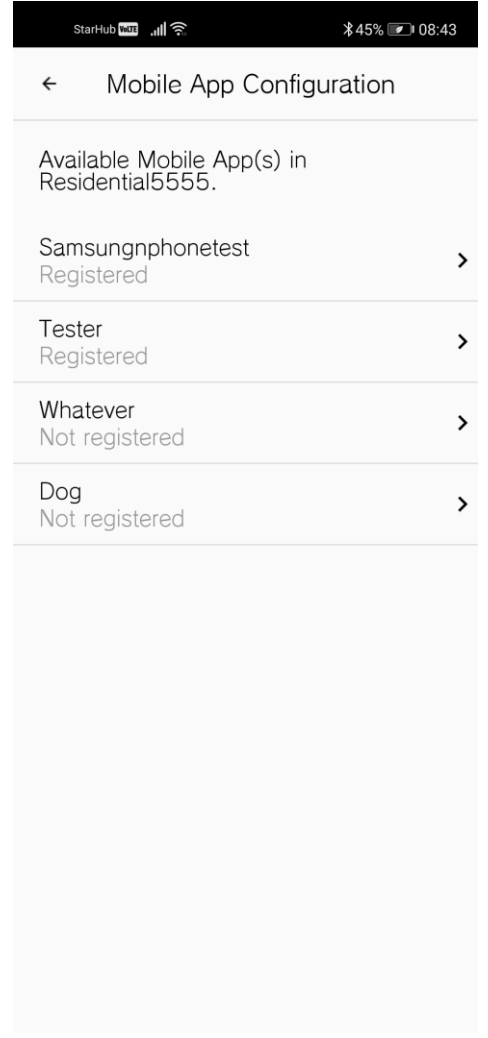 StarHub VoLTE 45% 08:43
Mobile App Configuration
Available Mobile App(s) in
Residential5555.
Samsungnphonetest
Registered
Tester
Registered
Whatever
Not registered
Dog
Not registered